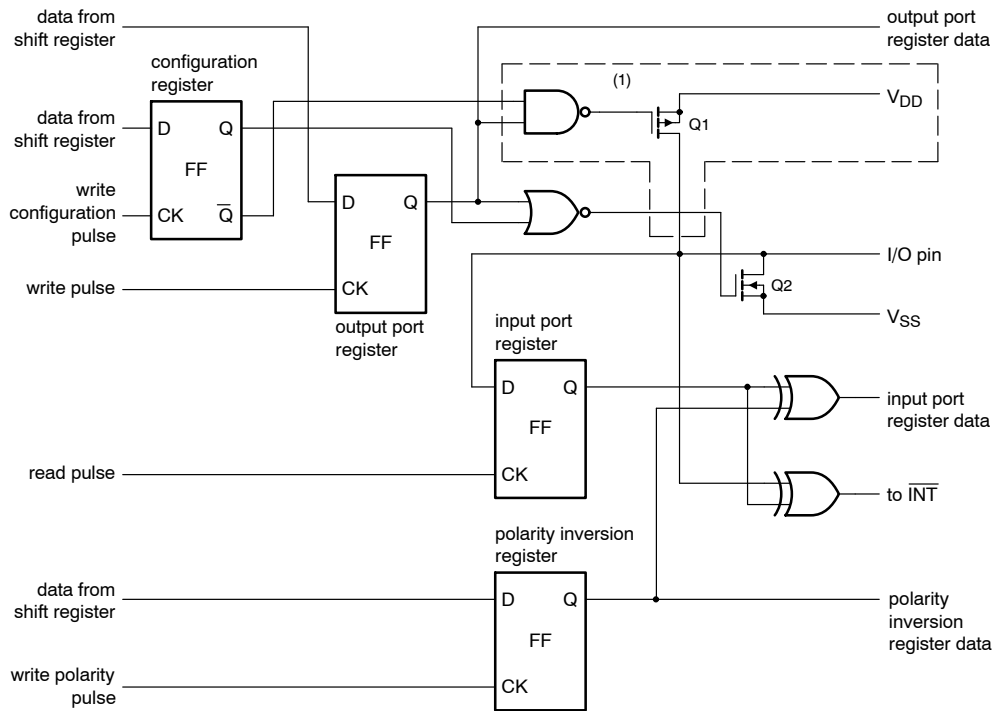 data from
shift register
output port
register data
configuration
register
(1)
VDD
data from
shift register
D
Q
Q1
FF
write
configuration
pulse
CK
Q̅
D
Q
FF
I/O pin
write pulse
CK
Q2
VSS
output port
register
input port
register
D
Q
input port
register data
FF
read pulse
CK
to I̅N̅T̅
polarity inversion
register
data from
shift register
D
Q
polarity
inversion
register data
FF
write polarity
pulse
CK